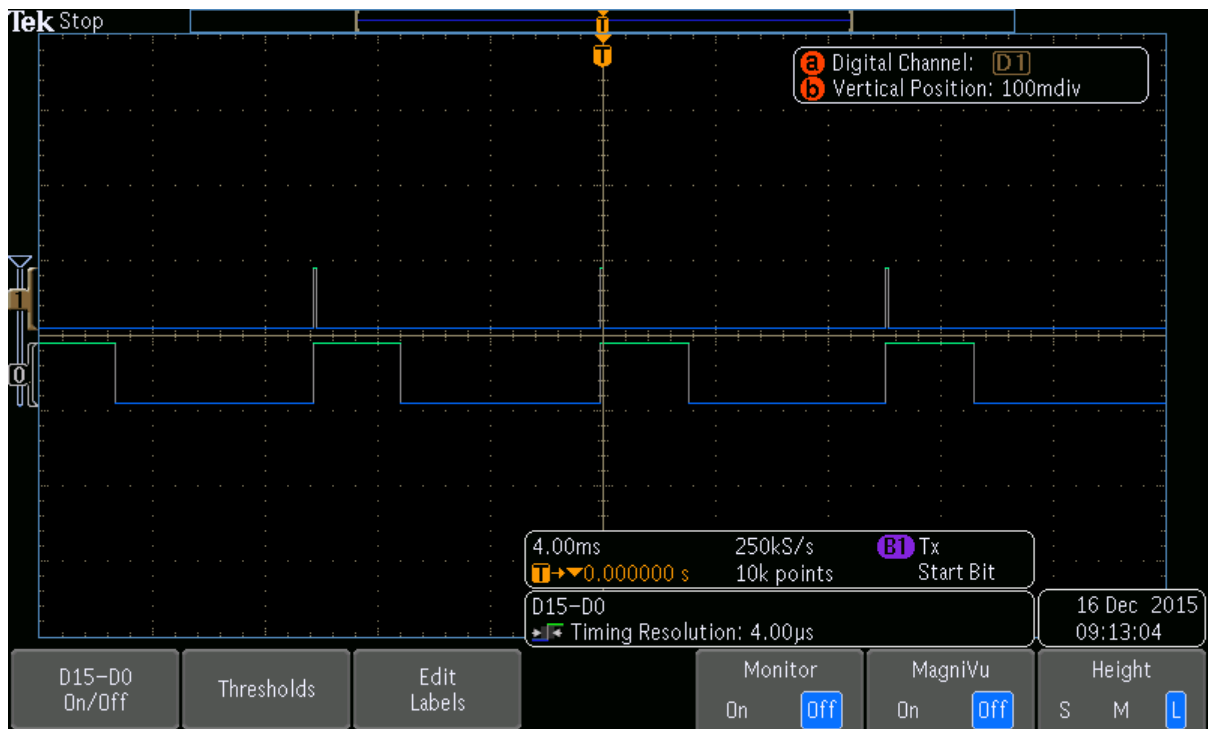 Tek Stop
T
T
a Digital Channel: D1
b Vertical Position: 100mdiv
1
0
4.00ms 250kS/s B1 Tx
T→▼0.000000 s 10k points Start Bit
D15-D0
Timing Resolution: 4.00µs
16 Dec 2015
09:13:04
D15-D0
On/Off
Thresholds
Edit
Labels
Monitor
On Off
MagniVu
On Off
Height
S M L